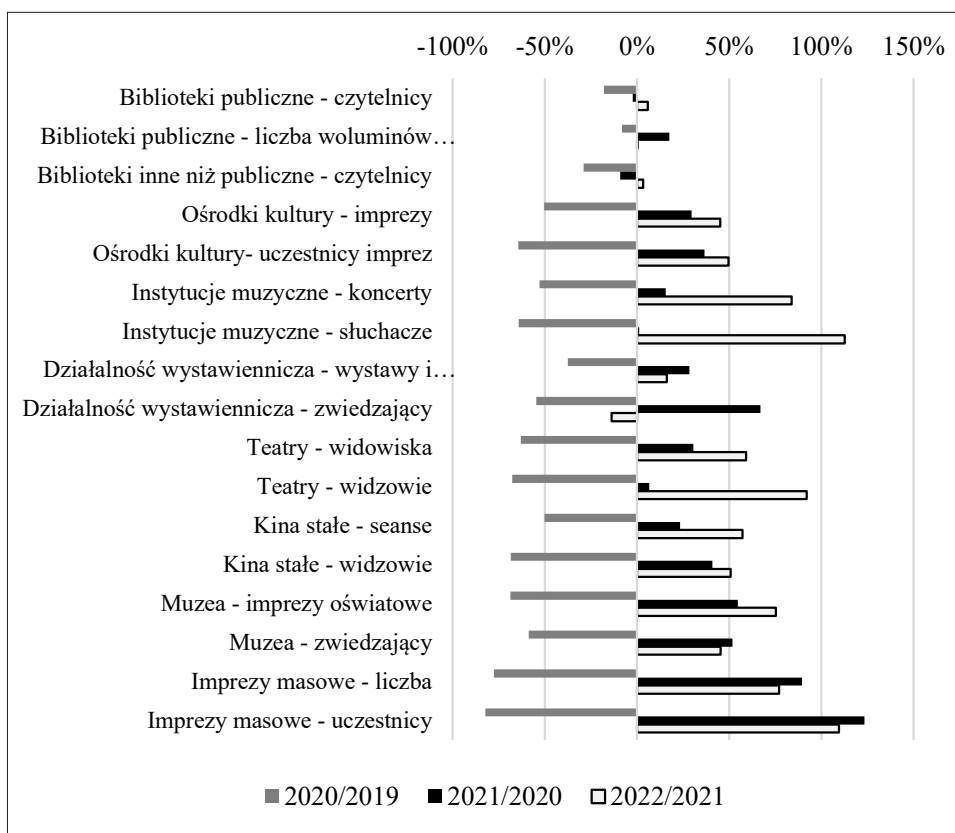 -100% -50% 0% 50% 100% 150%
Biblioteki publiczne - czytelnicy
Biblioteki publiczne - liczba woluminów…
Biblioteki inne niż publiczne - czytelnicy
Ośrodki kultury - imprezy
Ośrodki kultury- uczestnicy imprez
Instytucje muzyczne - koncerty
Instytucje muzyczne - słuchacze
Działalność wystawiennicza - wystawy i…
Działalność wystawiennicza - zwiedzający
Teatry - widowiska
Teatry - widzowie
Kina stałe - seanse
Kina stałe - widzowie
Muzea - imprezy oświatowe
Muzea - zwiedzający
Imprezy masowe - liczba
Imprezy masowe - uczestnicy
2020/2019 2021/2020 2022/2021